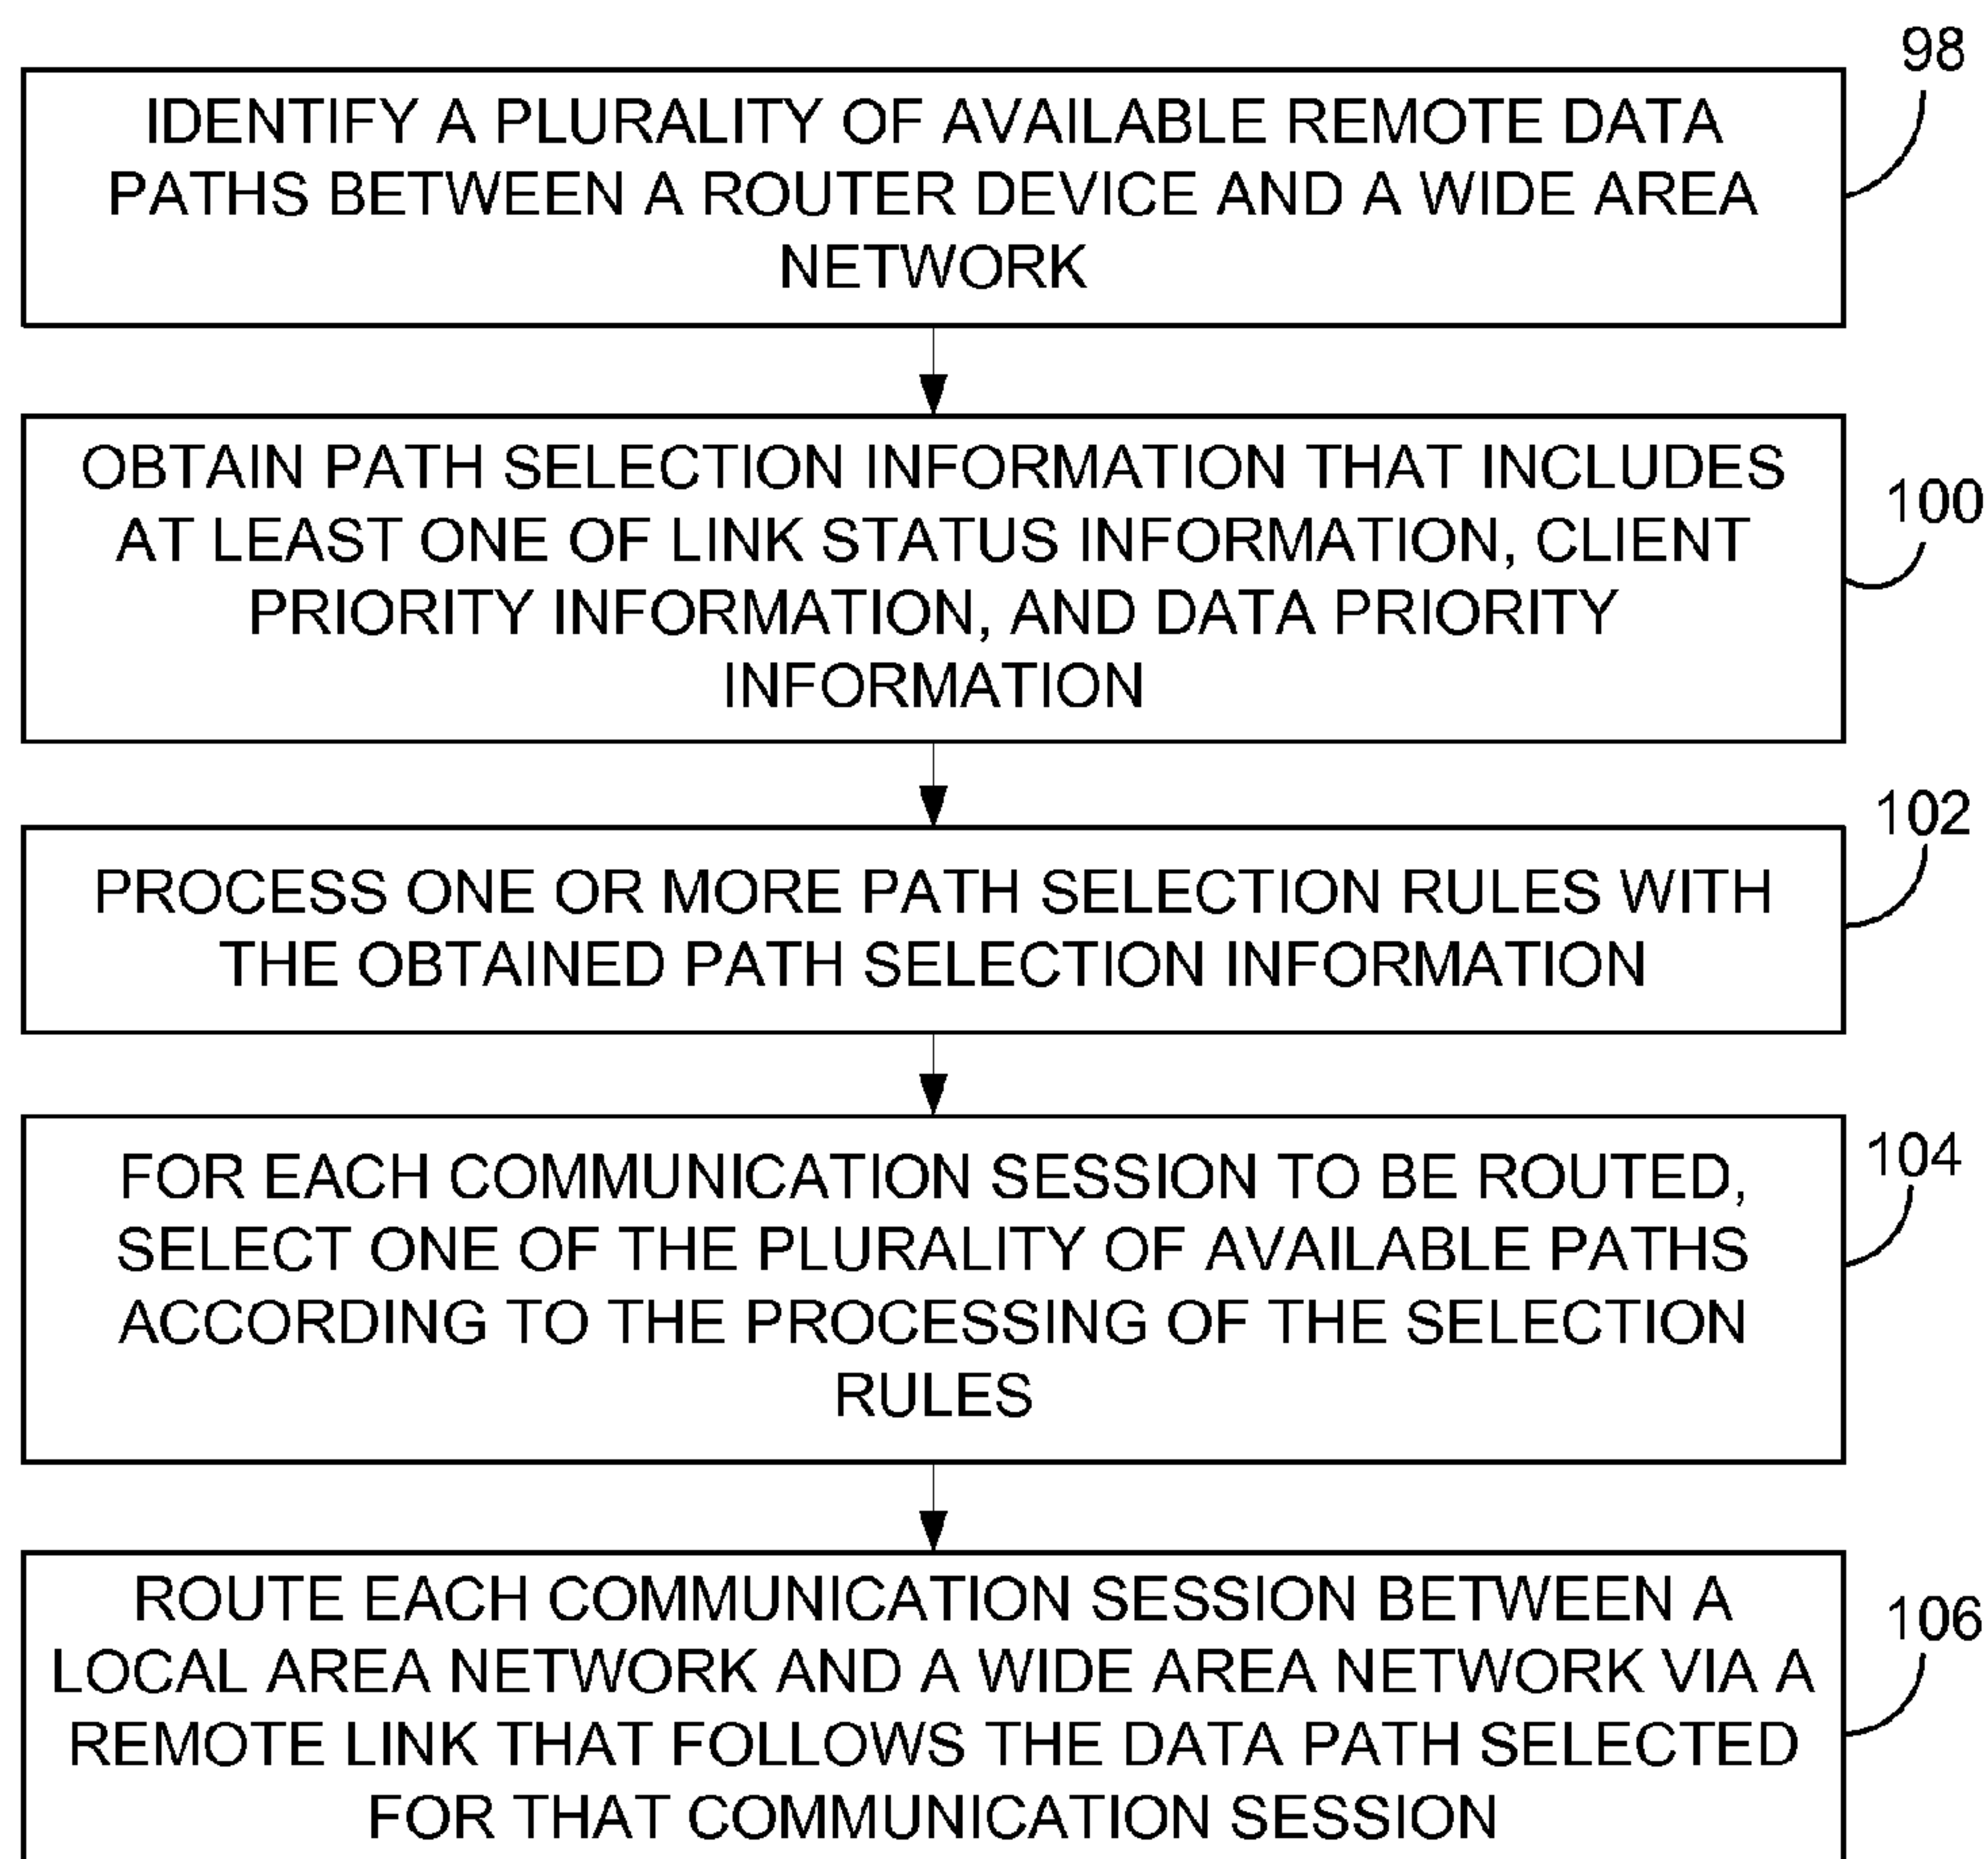 98
IDENTIFY A PLURALITY OF AVAILABLE REMOTE DATA
PATHS BETWEEN A ROUTER DEVICE AND A WIDE AREA
NETWORK
OBTAIN PATH SELECTION INFORMATION THAT INCLUDES
AT LEAST ONE OF LINK STATUS INFORMATION, CLIENT
PRIORITY INFORMATION, AND DATA PRIORITY
INFORMATION
100
102
PROCESS ONE OR MORE PATH SELECTION RULES WITH
THE OBTAINED PATH SELECTION INFORMATION
104
FOR EACH COMMUNICATION SESSION TO BE ROUTED,
SELECT ONE OF THE PLURALITY OF AVAILABLE PATHS
ACCORDING TO THE PROCESSING OF THE SELECTION
RULES
ROUTE EACH COMMUNICATION SESSION BETWEEN A
LOCAL AREA NETWORK AND A WIDE AREA NETWORK VIA A
REMOTE LINK THAT FOLLOWS THE DATA PATH SELECTED
FOR THAT COMMUNICATION SESSION
106